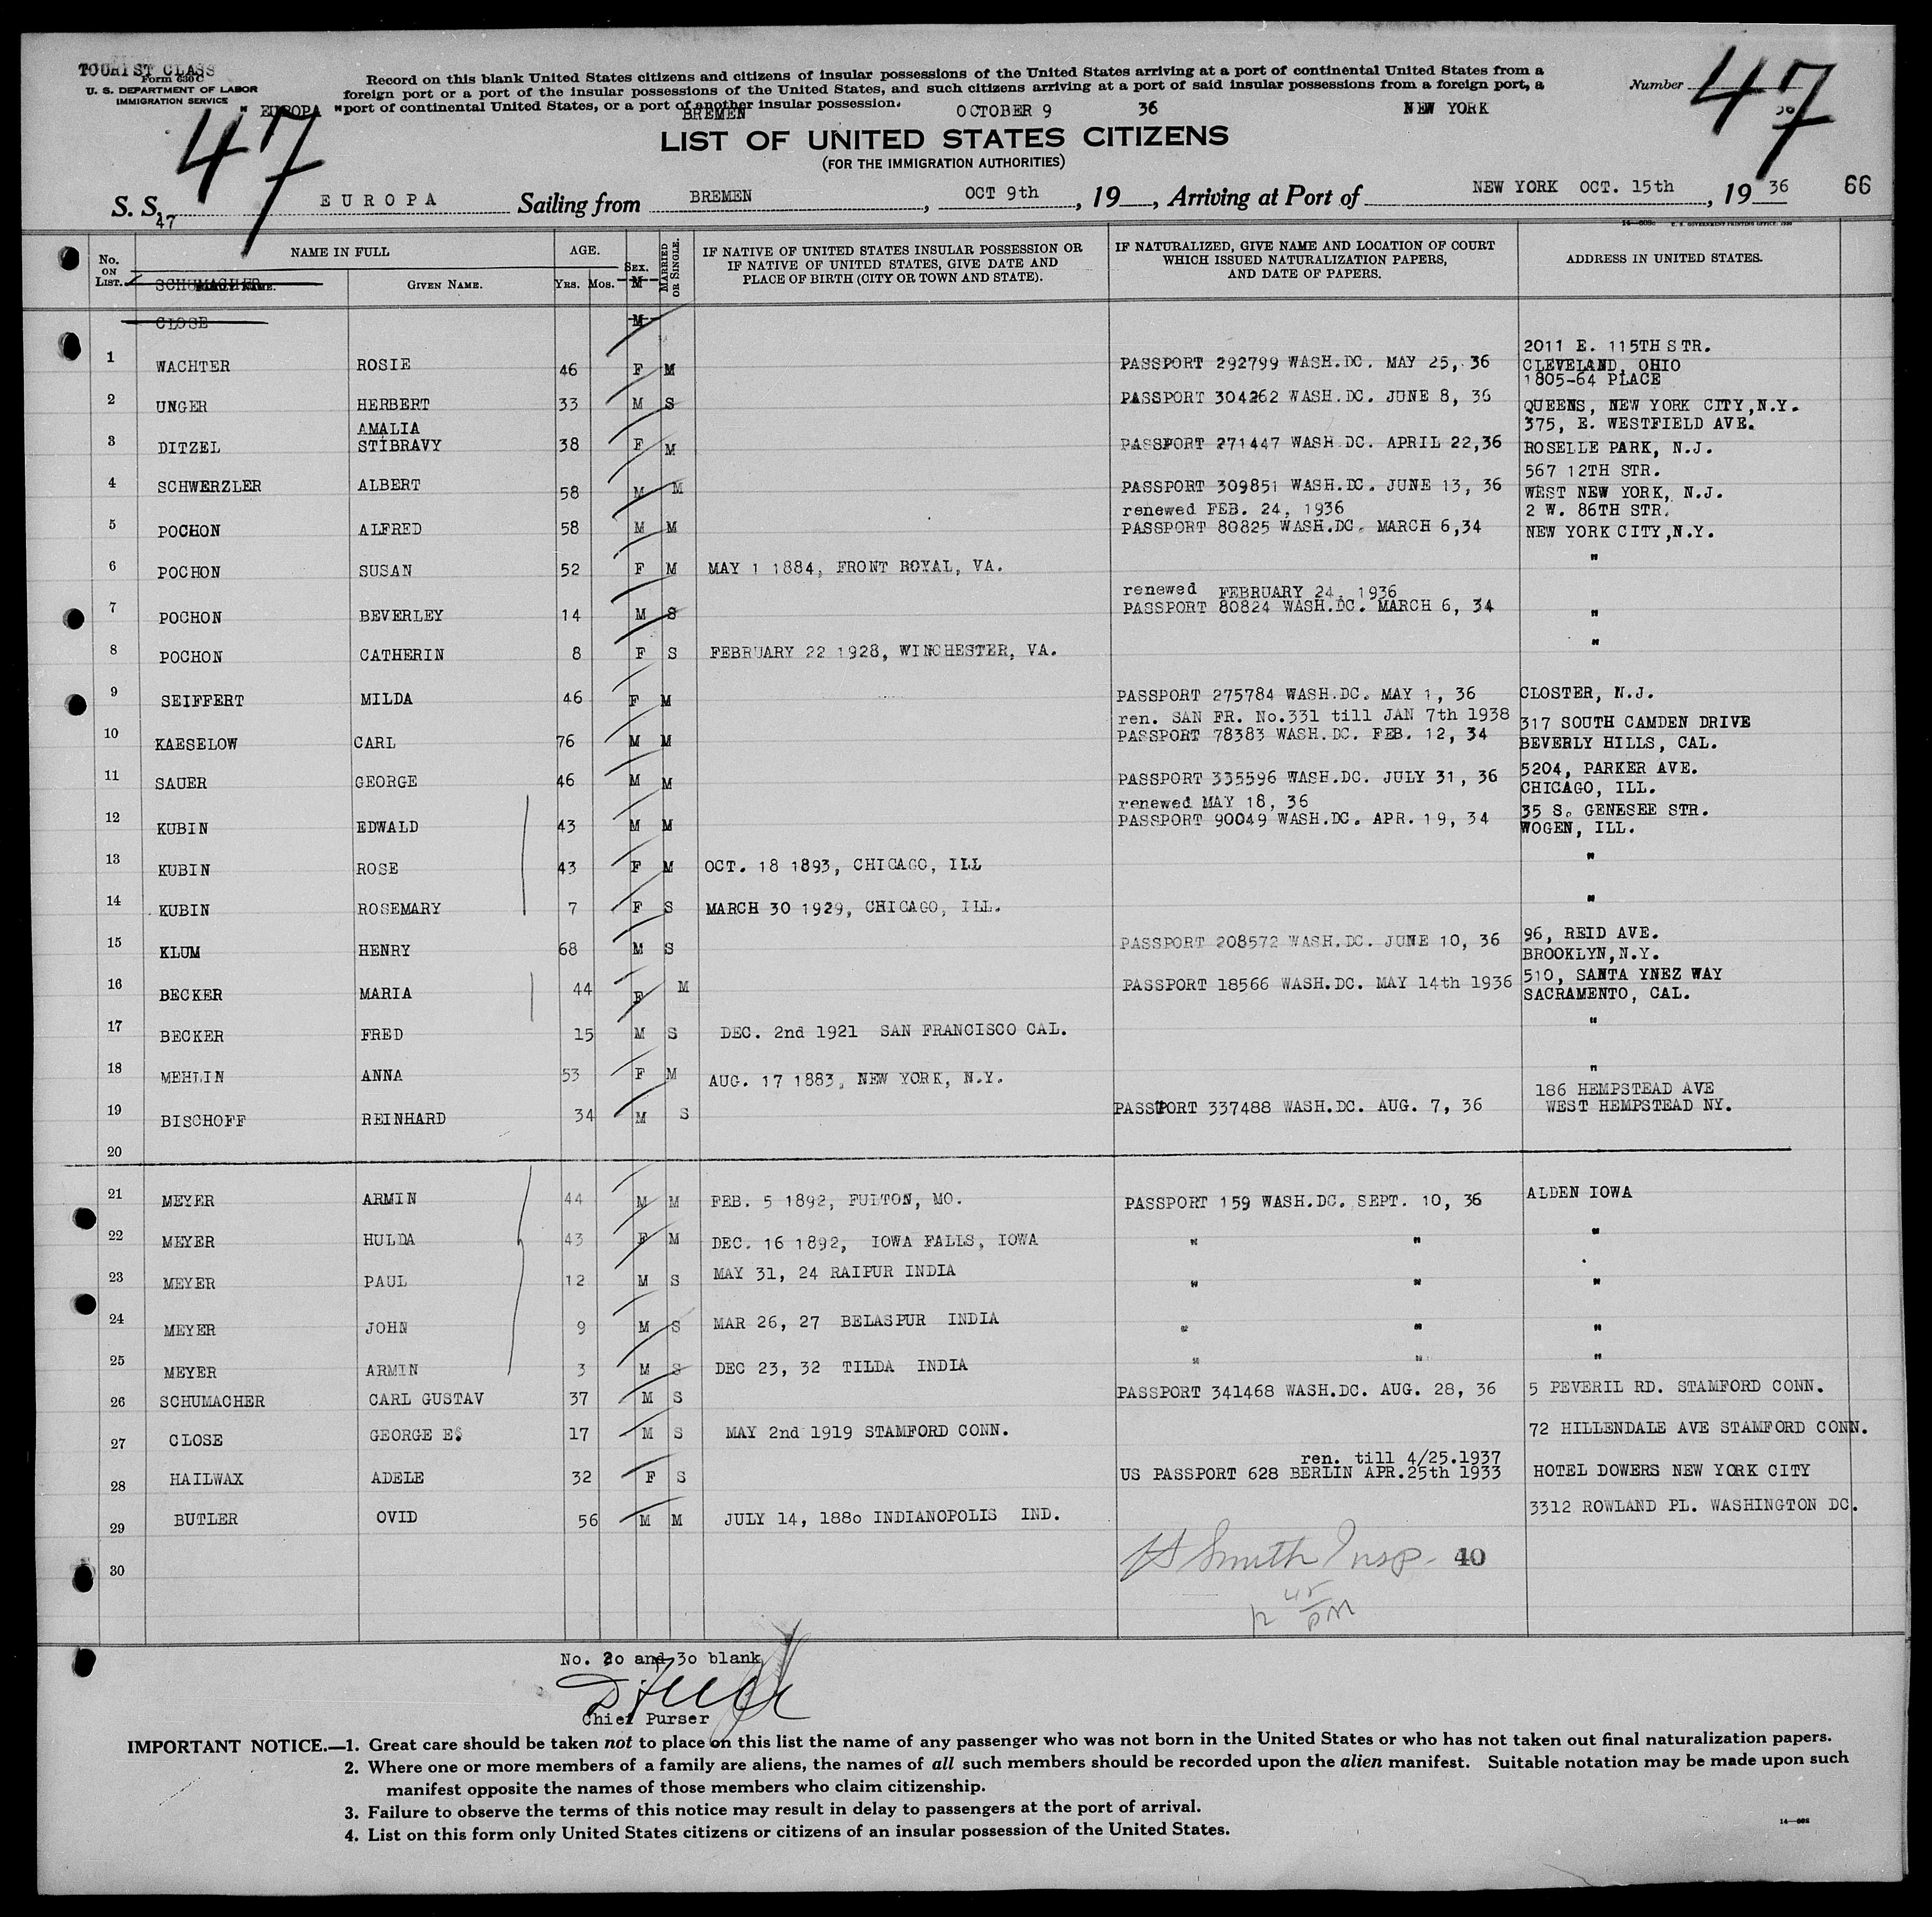 TOURIST CLASS
Form 630 C
U. S. DEPARTMENT OF LABOR
IMMIGRATION SERVICE
Record on this blank United States citizens and citizens of insular possessions of the United States arriving at a port of continental United States from a
foreign port or a port of the insular possessions of the United States, and such citizens arriving at a port of said insular possessions from a foreign port, a
port of continental United States, or a port of another insular possession.
Number 47
" EUROPA " BREMEN OCTOBER 9 36 NEW YORK 36
47
LIST OF UNITED STATES CITIZENS
(FOR THE IMMIGRATION AUTHORITIES)
S. S. EUROPA Sailing from BREMEN, OCT 9th, 19__, Arriving at Port of NEW YORK OCT. 15th, 19 36 66
47
No. ON LIST. NAME IN FULL AGE. SEX. MARRIED OR SINGLE. IF NATIVE OF UNITED STATES INSULAR POSSESSION OR IF NATIVE OF UNITED STATES, GIVE DATE AND PLACE OF BIRTH (CITY OR TOWN AND STATE). IF NATURALIZED, GIVE NAME AND LOCATION OF COURT WHICH ISSUED NATURALIZATION PAPERS, AND DATE OF PAPERS. ADDRESS IN UNITED STATES.
FAMILY NAME. GIVEN NAME. YRS. MOS.
SCHUMACHER M
CLOSE M
1 WACHTER ROSIE 46 F M PASSPORT 292799 WASH.DC. MAY 25, 36 2011 E. 115TH STR. CLEVELAND, OHIO
2 UNGER HERBERT 33 M S PASSPORT 304262 WASH.DC. JUNE 8, 36 1805-64 PLACE QUEENS, NEW YORK CITY,N.Y.
3 DITZEL AMALIA STIBRAVY 38 F M PASSPORT 271447 WASH.DC. APRIL 22,36 375, E. WESTFIELD AVE. ROSELLE PARK, N.J.
4 SCHWERZLER ALBERT 58 M M PASSPORT 309851 WASH.DC. JUNE 13, 36 567 12TH STR. WEST NEW YORK, N.J.
5 POCHON ALFRED 58 M M renewed FEB. 24, 1936 PASSPORT 80825 WASH.DC. MARCH 6,34 2 W. 86TH STR. NEW YORK CITY,N.Y.
6 POCHON SUSAN 52 F M MAY 1 1884, FRONT ROYAL, VA. "
7 POCHON BEVERLEY 14 M S renewed FEBRUARY 24, 1936 PASSPORT 80824 WASH.DC. MARCH 6, 34 "
8 POCHON CATHERIN 8 F S FEBRUARY 22 1928, WINCHESTER, VA. "
9 SEIFFERT MILDA 46 F M PASSPORT 275784 WASH.DC. MAY 1, 36 CLOSTER, N.J.
10 KAESELOW CARL 76 M M ren. SAN FR. No.331 till JAN 7th 1938 PASSPORT 78383 WASH.DC. FEB. 12, 34 317 SOUTH CAMDEN DRIVE BEVERLY HILLS, CAL.
11 SAUER GEORGE 46 M M PASSPORT 335596 WASH.DC. JULY 31, 36 5204, PARKER AVE. CHICAGO, ILL.
12 KUBIN EDWALD 43 M M renewed MAY 18, 36 PASSPORT 90049 WASH.DC. APR. 19, 34 35 S. GENESEE STR. WOGEN, ILL.
13 KUBIN ROSE 43 F M OCT. 18 1893, CHICAGO, ILL "
14 KUBIN ROSEMARY 7 F S MARCH 30 1929, CHICAGO, ILL. "
15 KLUM HENRY 68 M S PASSPORT 208572 WASH.DC. JUNE 10, 36 96, REID AVE. BROOKLYN,N.Y.
16 BECKER MARIA 44 F M PASSPORT 18566 WASH.DC. MAY 14th 1936 510, SANTA YNEZ WAY SACRAMENTO, CAL.
17 BECKER FRED 15 M S DEC. 2nd 1921 SAN FRANCISCO CAL. "
18 MEHLIN ANNA 53 F M AUG. 17 1883, NEW YORK, N.Y. "
19 BISCHOFF REINHARD 34 M S PASSPORT 337488 WASH.DC. AUG. 7, 36 186 HEMPSTEAD AVE WEST HEMPSTEAD NY.
20
21 MEYER ARMIN 44 M M FEB. 5 1892, FULTON, MO. PASSPORT 159 WASH.DC. SEPT. 10, 36 ALDEN IOWA
22 MEYER HULDA 43 F M DEC. 16 1892, IOWA FALLS, IOWA " " "
23 MEYER PAUL 12 M S MAY 31, 24 RAIPUR INDIA " " "
24 MEYER JOHN 9 M S MAR 26, 27 BELASPUR INDIA " " "
25 MEYER ARMIN 3 M S DEC 23, 32 TILDA INDIA " " "
26 SCHUMACHER CARL GUSTAV 37 M S PASSPORT 341468 WASH.DC. AUG. 28, 36 5 PEVERIL RD. STAMFORD CONN.
27 CLOSE GEORGE E. 17 M S MAY 2nd 1919 STAMFORD CONN. 72 HILLENDALE AVE STAMFORD CONN.
28 HAILWAX ADELE 32 F S ren. till 4/25.1937 US PASSPORT 628 BERLIN APR.25th 1933 HOTEL DOWERS NEW YORK CITY
29 BUTLER OVID 56 M M JULY 14, 1880 INDIANOPOLIS IND. 3312 ROWLAND PL. WASHINGTON DC.
30 Smith Insp. 40
12 45 PM
No. 20 and 30 blank
Chief Purser
IMPORTANT NOTICE.—1. Great care should be taken not to place on this list the name of any passenger who was not born in the United States or who has not taken out final naturalization papers.
2. Where one or more members of a family are aliens, the names of all such members should be recorded upon the alien manifest. Suitable notation may be made upon such
manifest opposite the names of those members who claim citizenship.
3. Failure to observe the terms of this notice may result in delay to passengers at the port of arrival.
4. List on this form only United States citizens or citizens of an insular possession of the United States.